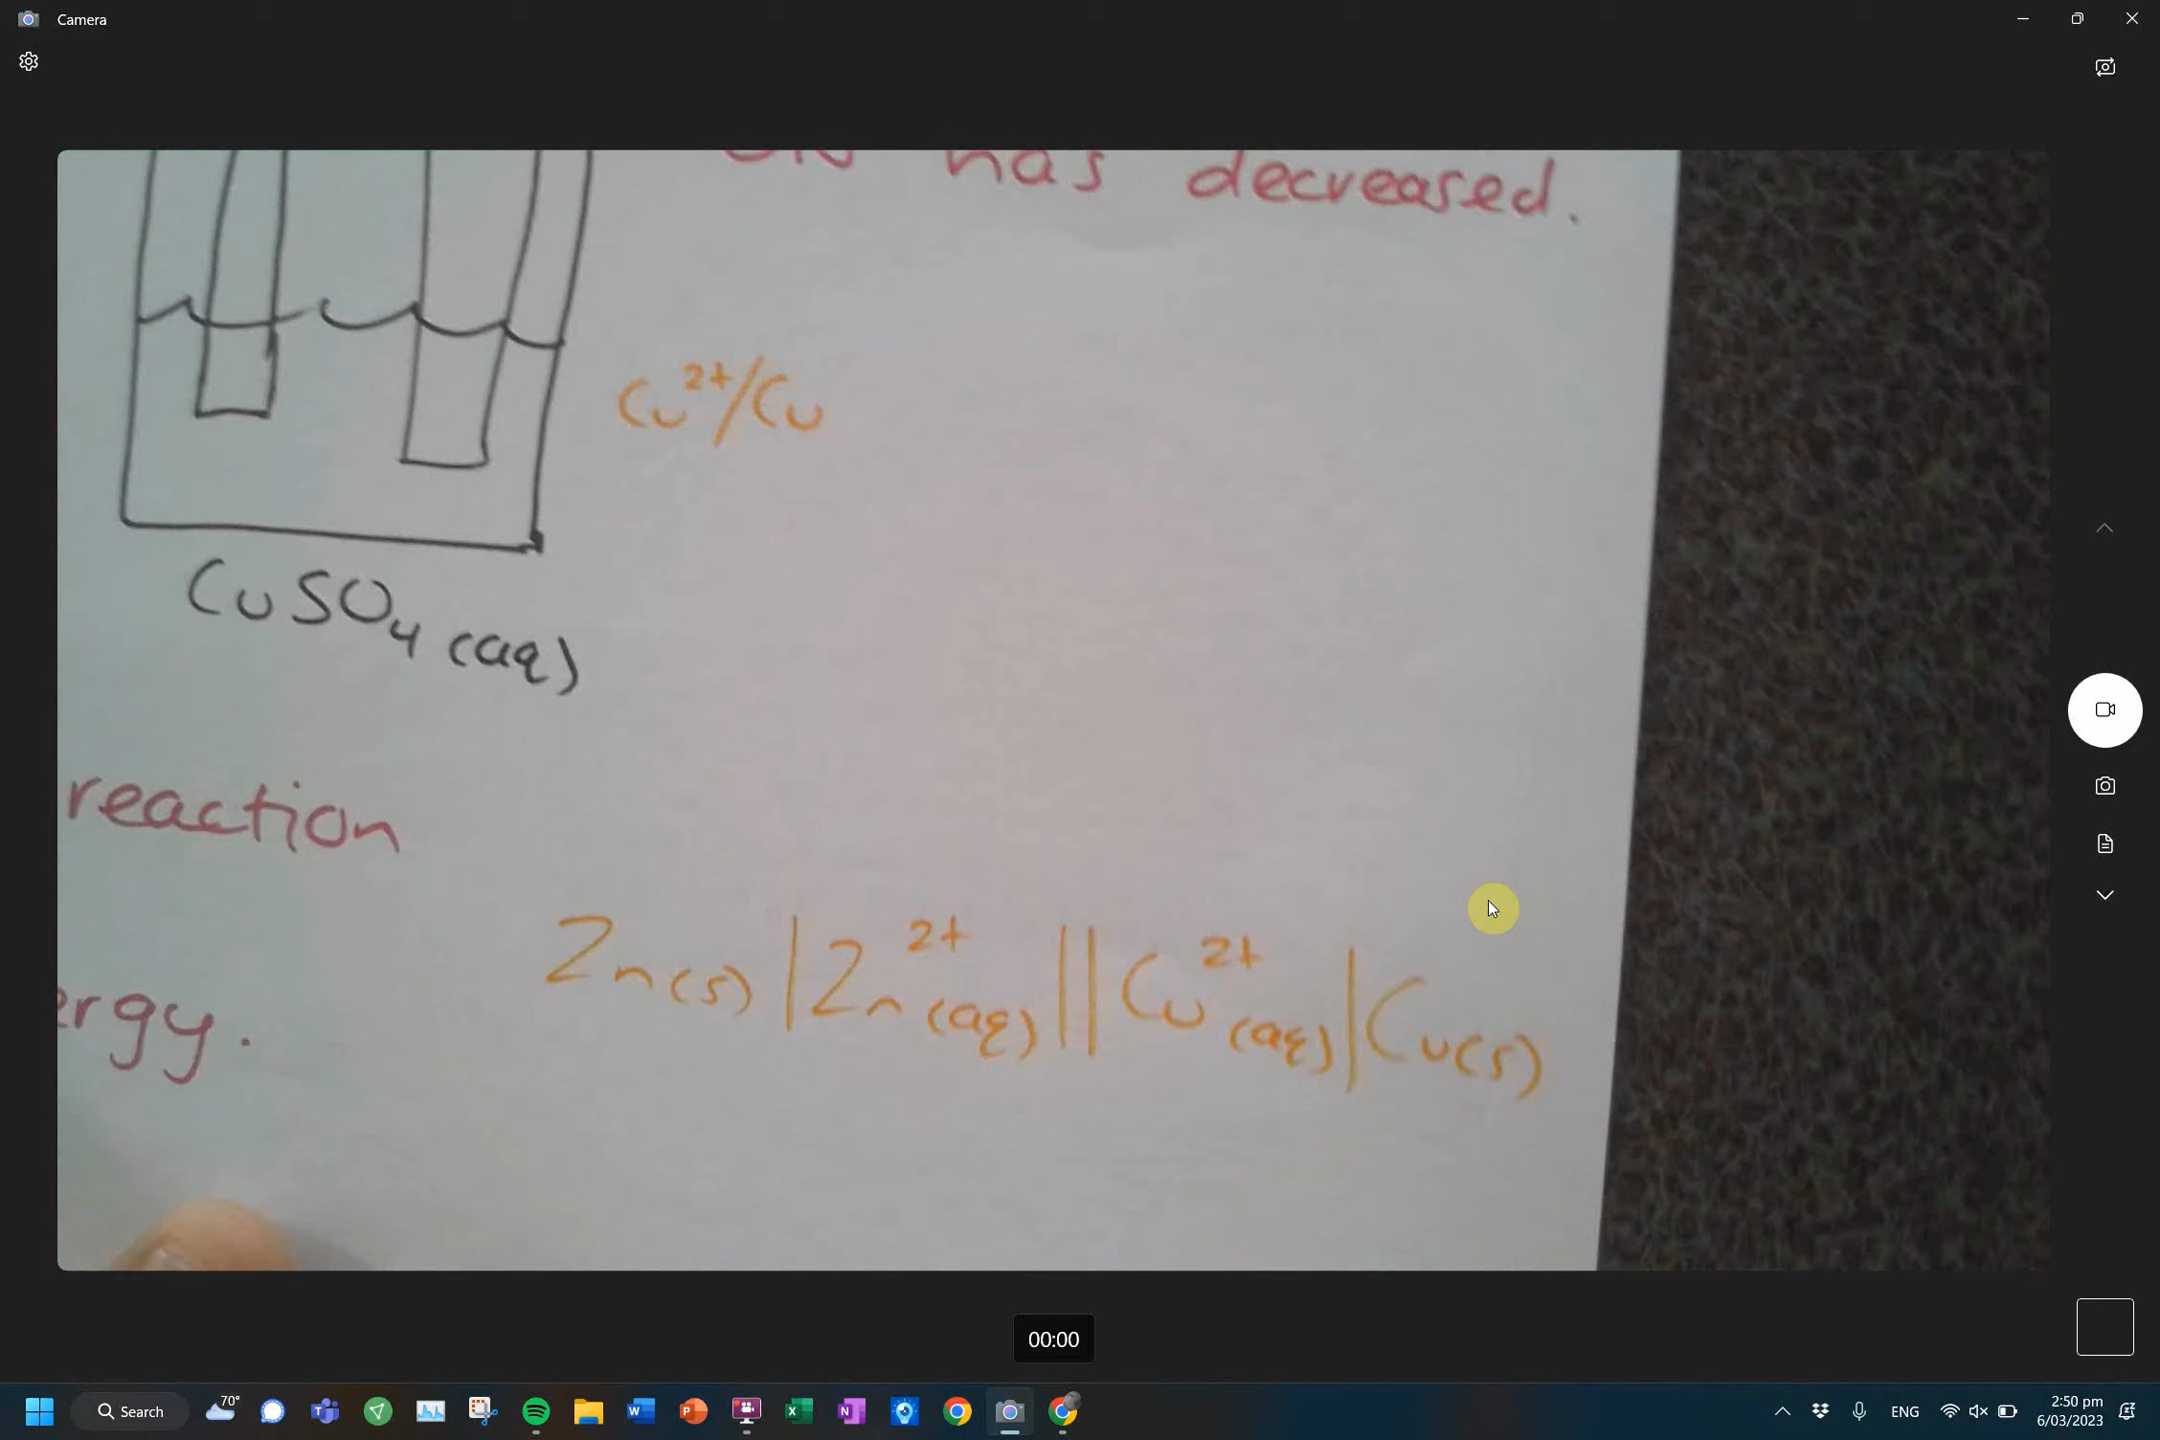 Camera
has decreased.
Cu²⁺/Cu
CuSO₄ (aq)
reaction
ergy.
Zn(s) | Zn²⁺(aq) || Cu²⁺(aq) | Cu(s)
00:00
70°
Search
ENG
2:50 pm
6/03/2023